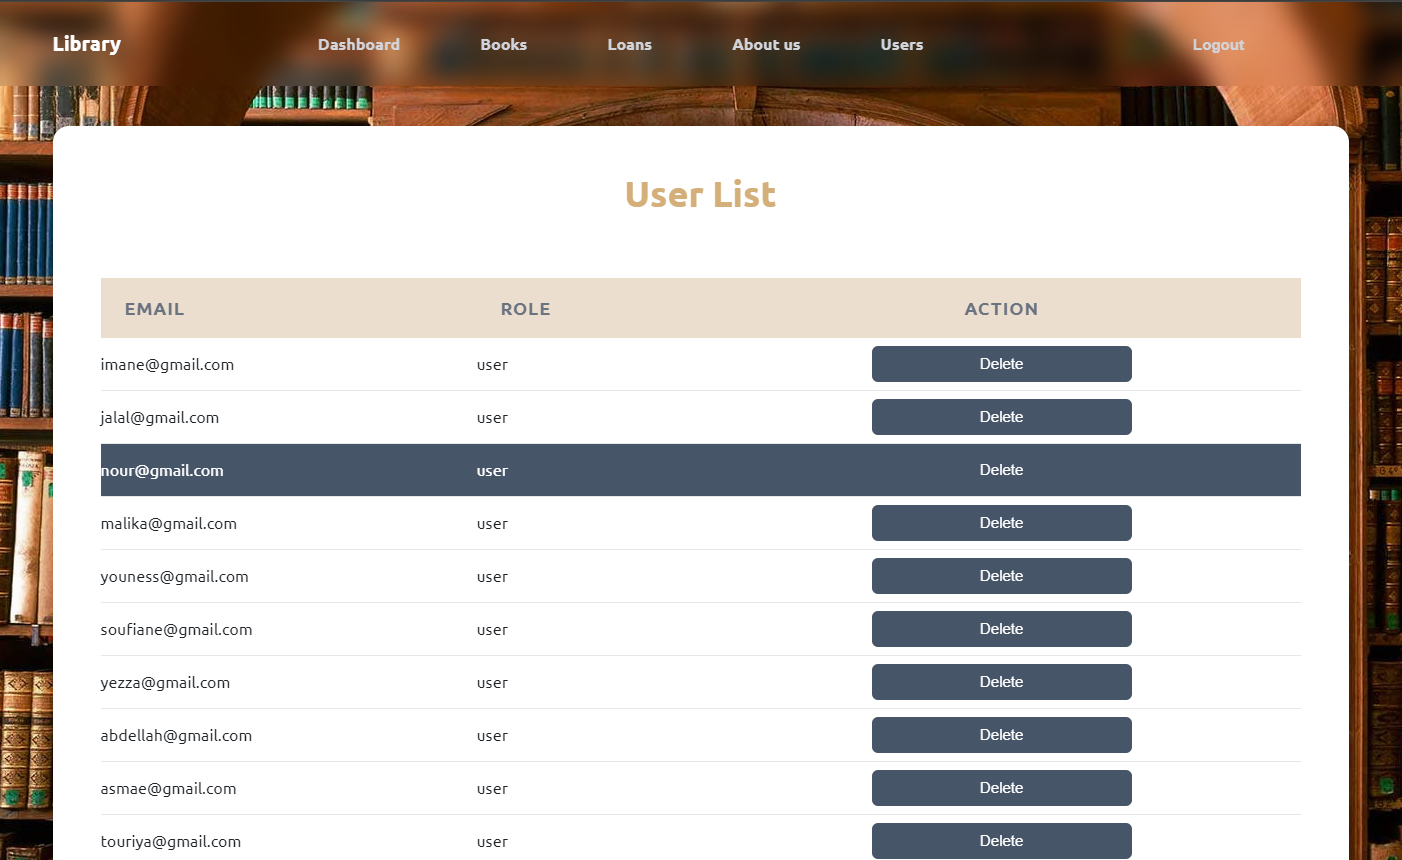 Library Dashboard Books Loans About us Users Logout
User List
EMAIL ROLE ACTION
imane@gmail.com user Delete
jalal@gmail.com user Delete
nour@gmail.com user Delete
malika@gmail.com user Delete
youness@gmail.com user Delete
soufiane@gmail.com user Delete
yezza@gmail.com user Delete
abdellah@gmail.com user Delete
asmae@gmail.com user Delete
touriya@gmail.com user Delete